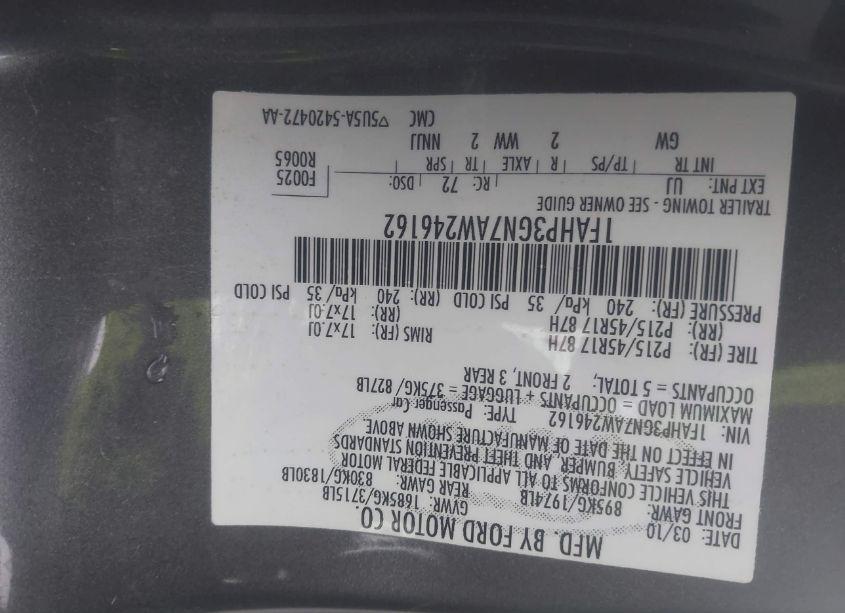 MFD. BY FORD MOTOR CO.
DATE: 03/10 GVWR: 1685KG/3715LB
FRONT GAWR: REAR GAWR:
895KG/1974LB 830KG/1830LB
THIS VEHICLE CONFORMS TO ALL APPLICABLE FEDERAL MOTOR
VEHICLE SAFETY, BUMPER, AND THEFT PREVENTION STANDARDS
IN EFFECT ON THE DATE OF MANUFACTURE SHOWN ABOVE
VIN: 1FAHP3GN7AW246162 TYPE: Passenger Car
MAXIMUM LOAD = OCCUPANTS + LUGGAGE = 375KG/ 827LB
OCCUPANTS = 5 TOTAL, 2 FRONT, 3 REAR
TIRE (FR): P215/45R17 87H RIMS (FR): 17x7.0J
(RR): P215/45R17 87H (RR): 17x7.0J
PRESSURE (FR): 240 kPa/ 35 PSI COLD (RR): 240 kPa/ 35 PSI COLD
1FAHP3GN7AW246162
TRAILER TOWING - SEE OWNER GUIDE
EXT PNT: UJ RC: 72 DSO: F0025
INT TR TP/PS R AXLE TR SPR R0065
GW 2 WW 2 NNJJ
CMC ▽5U5A-5420472-AA